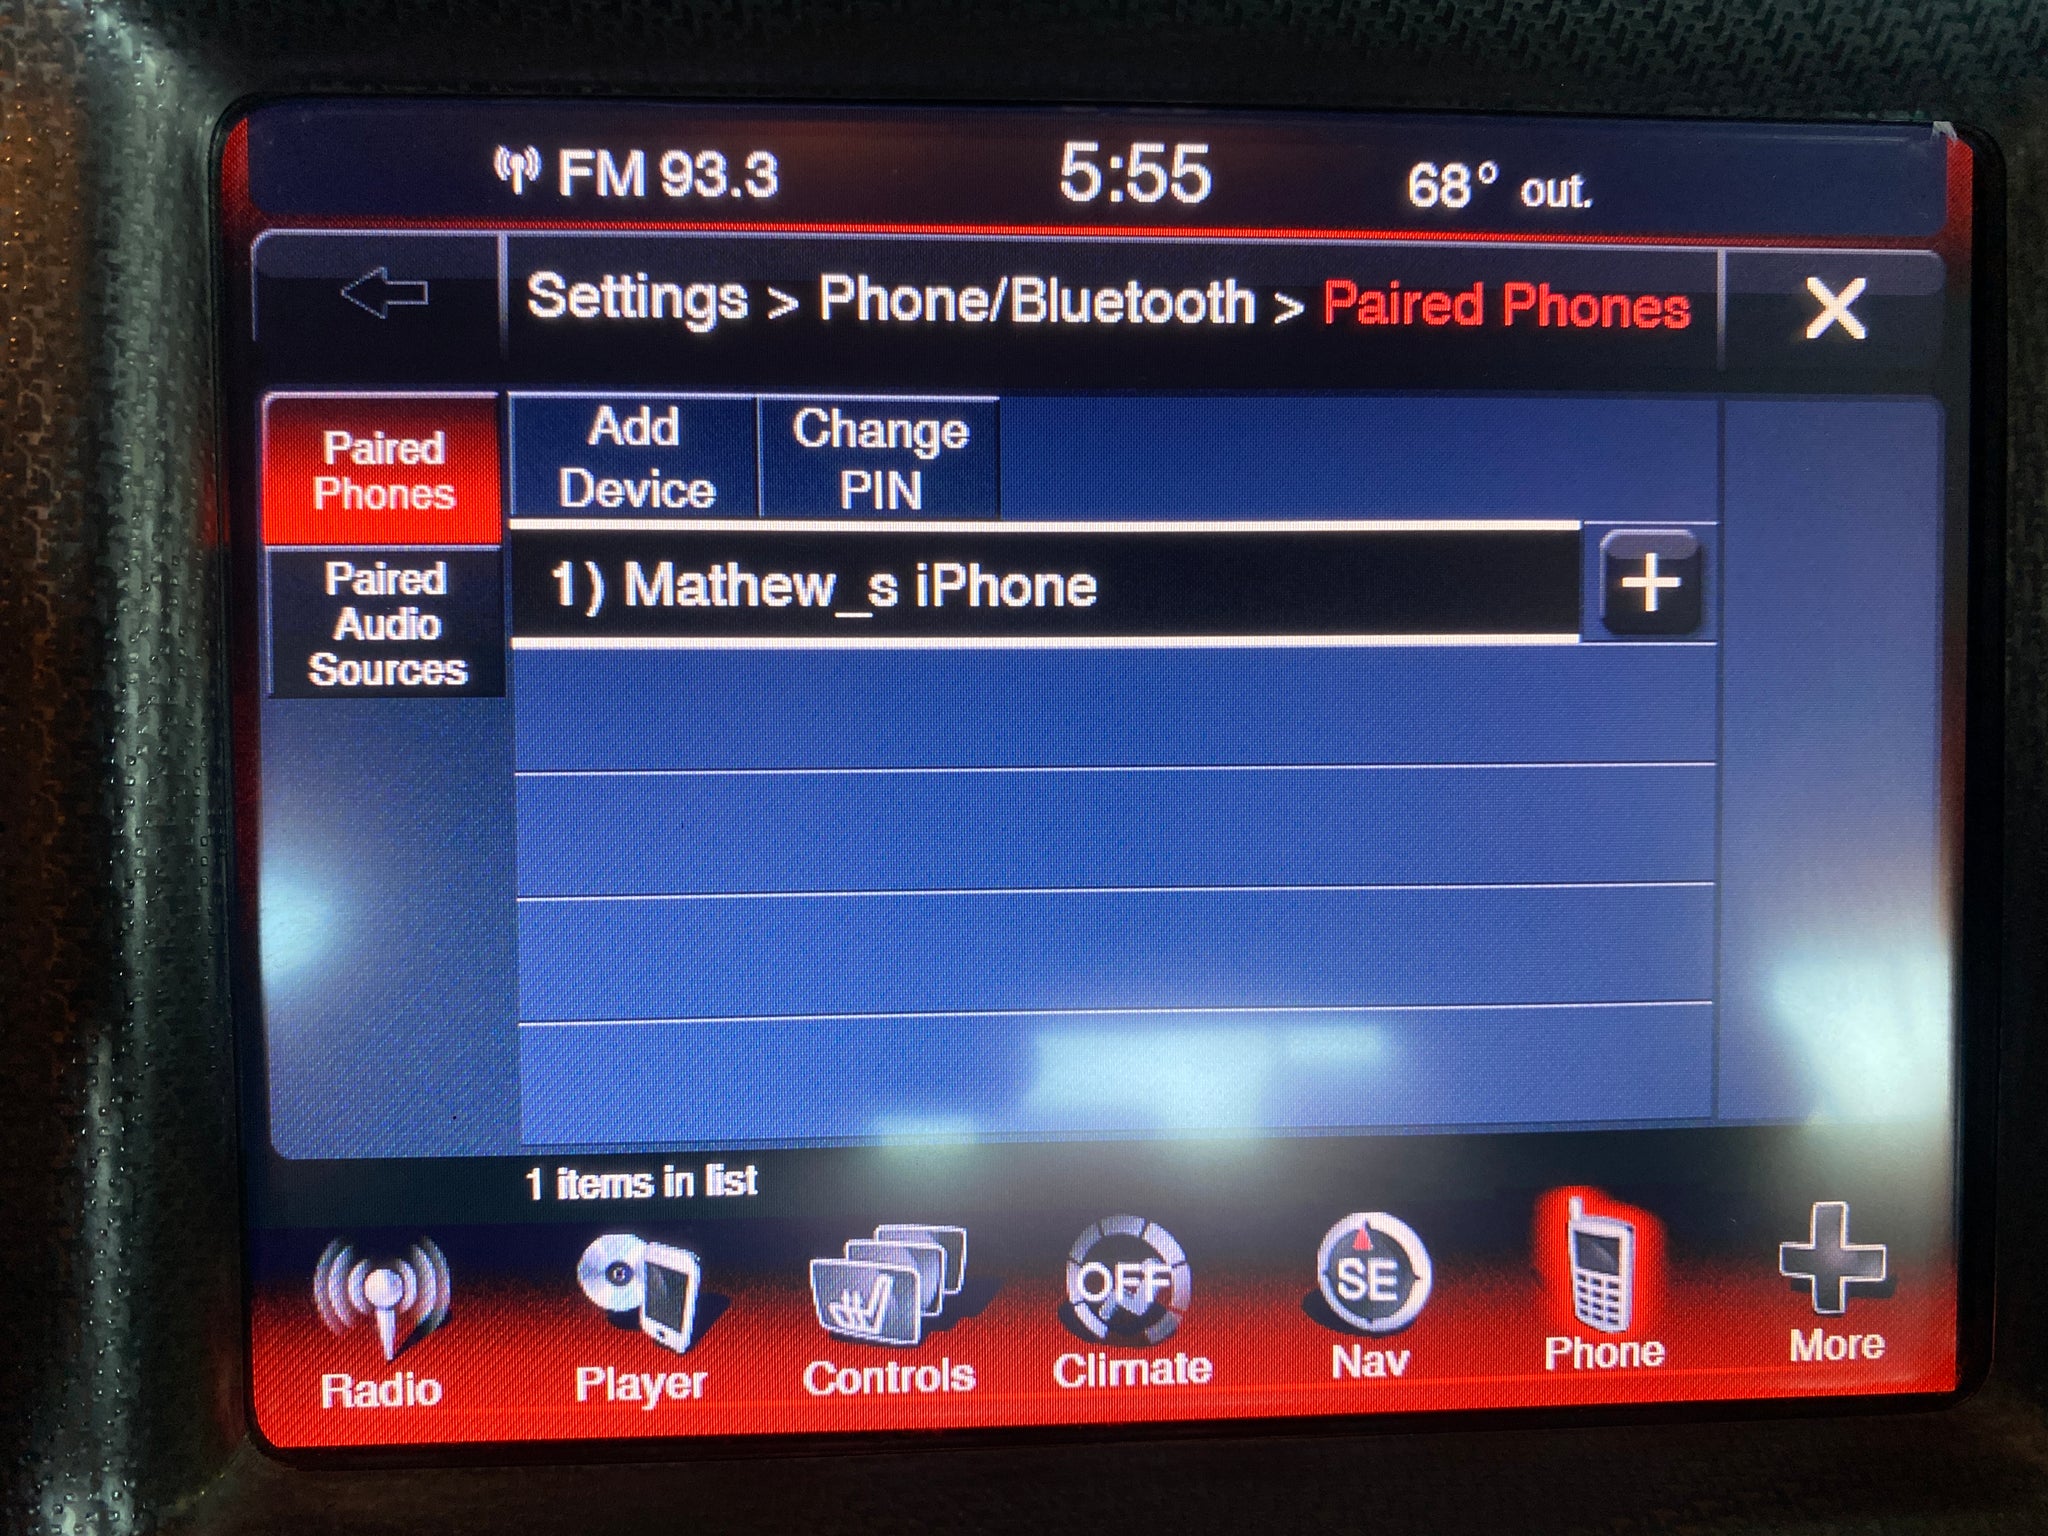 FM 93.3 5:55 68° out.
Settings > Phone/Bluetooth > Paired Phones X
Paired
Phones
Add
Device
Change
PIN
1) Mathew_s iPhone +
Paired
Audio
Sources
1 items in list
OFF SE
Radio Player Controls Climate Nav Phone More